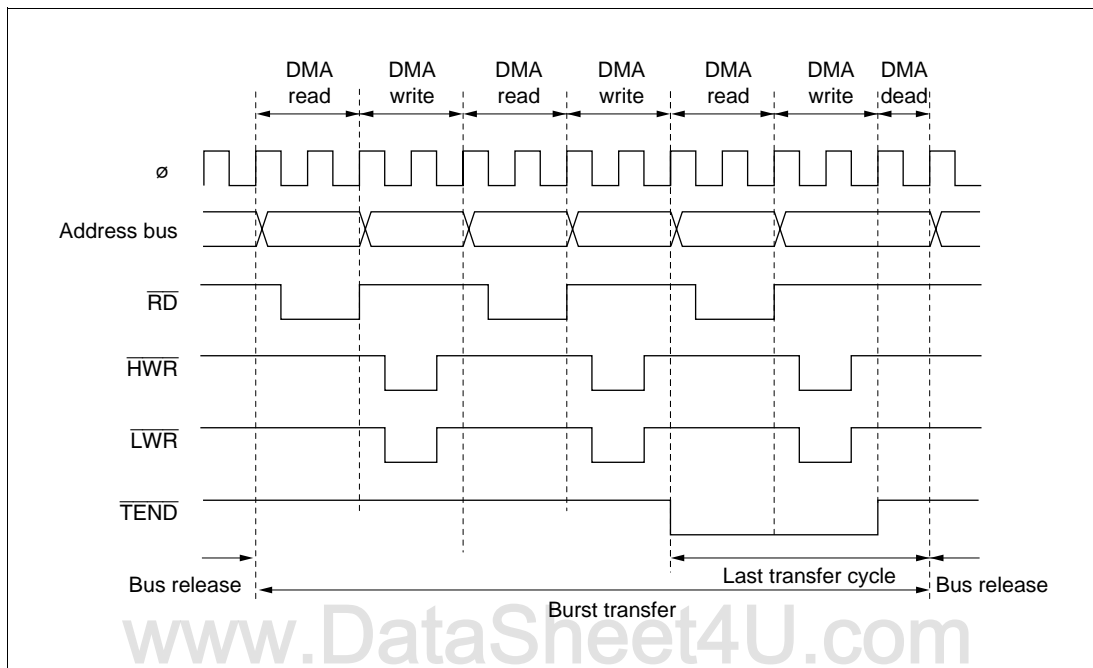 DMA read
DMA write
DMA read
DMA write
DMA read
DMA write
DMA dead
ø
Address bus
RD
HWR
LWR
TEND
Bus release
Last transfer cycle
Bus release
Burst transfer
www.DataSheet4U.com